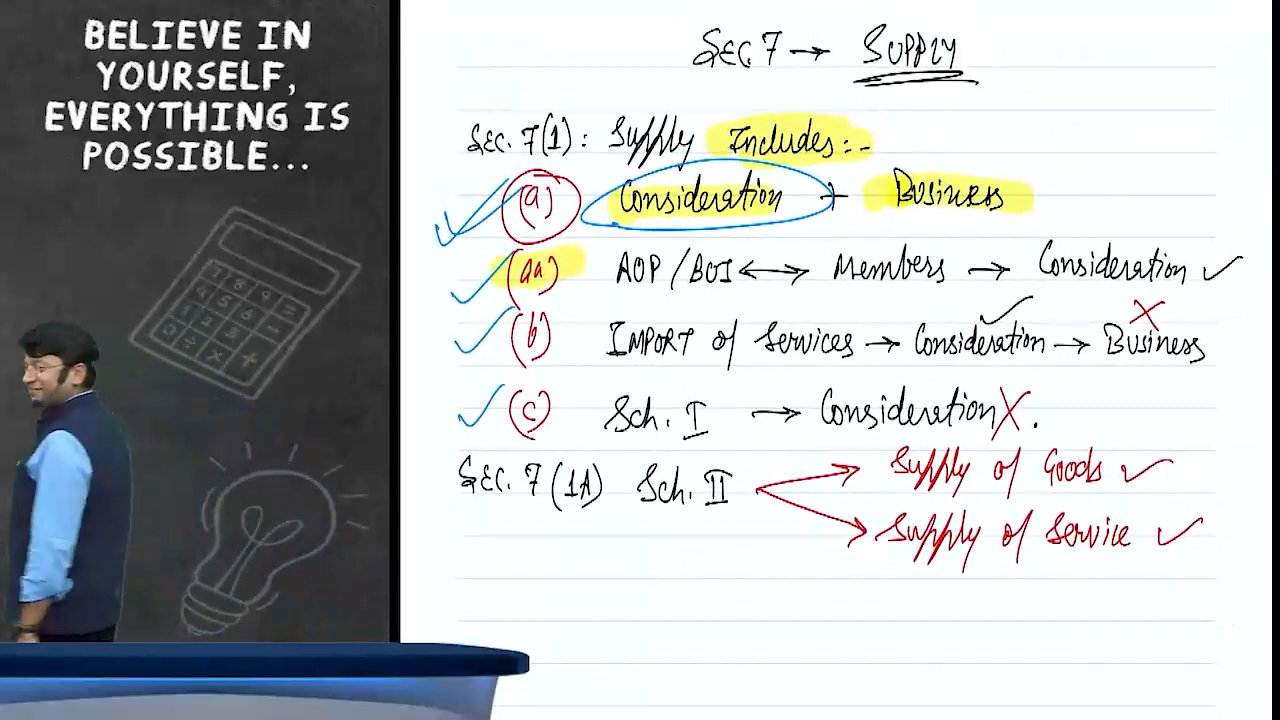 BELIEVE IN
YOURSELF,
EVERYTHING IS
POSSIBLE...
SEC 7 → SUPPLY
SEC. 7(1): Supply Includes:-
(a) Consideration + Business
(aa) AOP/BOI ↔ Members → Consideration ✓
(b) IMPORT of Services → Consideration → Business
(c) Sch. I → Consideration X.
SEC. 7(1A) Sch. II
Supply of Goods ✓
Supply of Service ✓